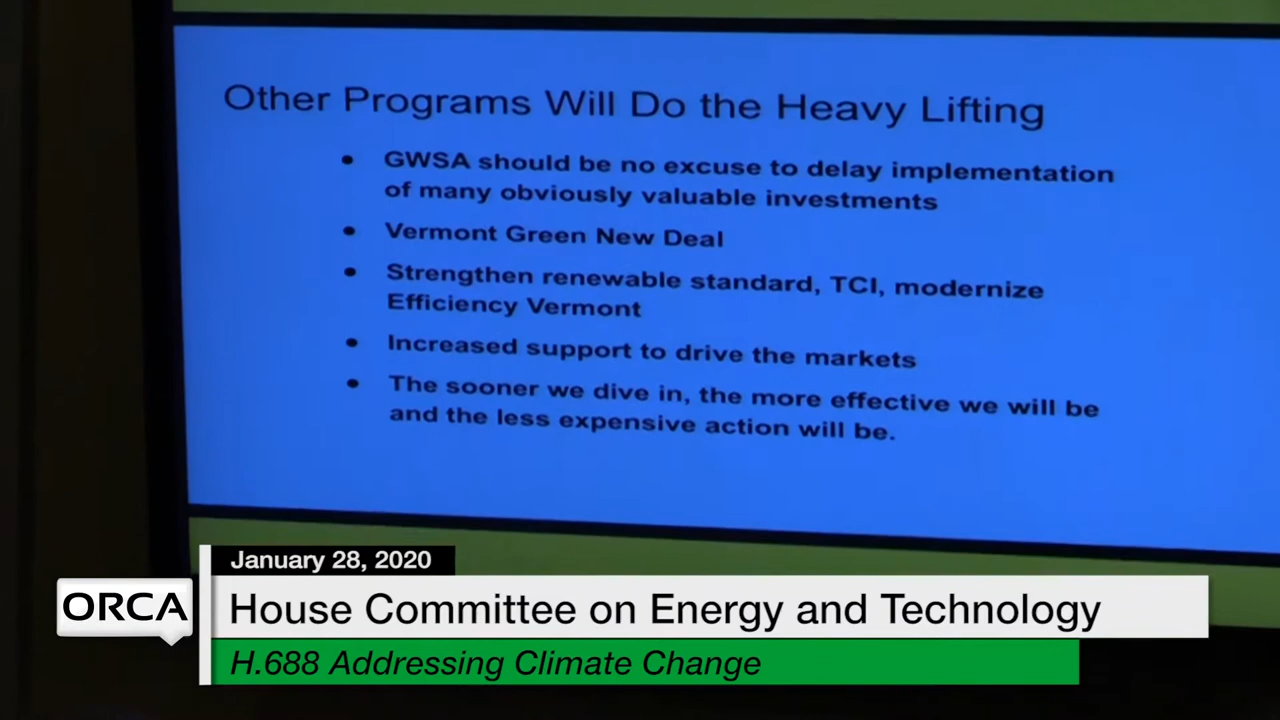 Other Programs Will Do the Heavy Lifting
• GWSA should be no excuse to delay implementation
of many obviously valuable investments
• Vermont Green New Deal
• Strengthen renewable standard, TCI, modernize
Efficiency Vermont
• Increased support to drive the markets
• The sooner we dive in, the more effective we will be
and the less expensive action will be.
January 28, 2020
ORCA
House Committee on Energy and Technology
H.688 Addressing Climate Change